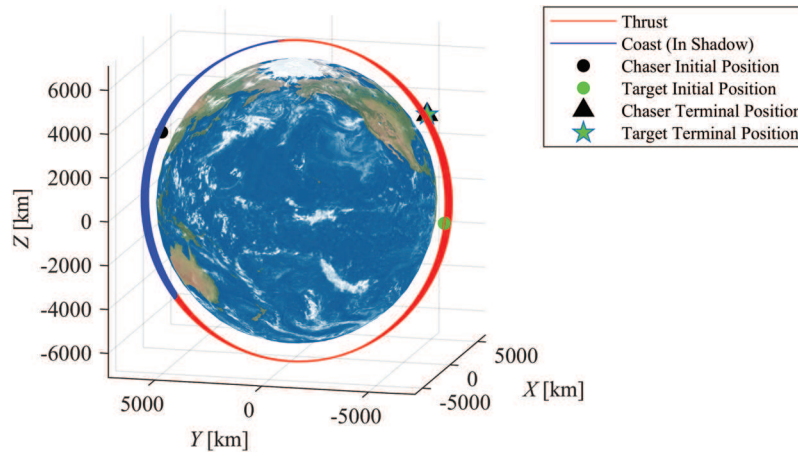 Thrust
Coast (In Shadow)
Chaser Initial Position
Target Initial Position
Chaser Terminal Position
Target Terminal Position
6000
4000
2000
0
-2000
-4000
-6000
Z [km]
5000
0
-5000
Y [km]
5000
0
-5000
X [km]